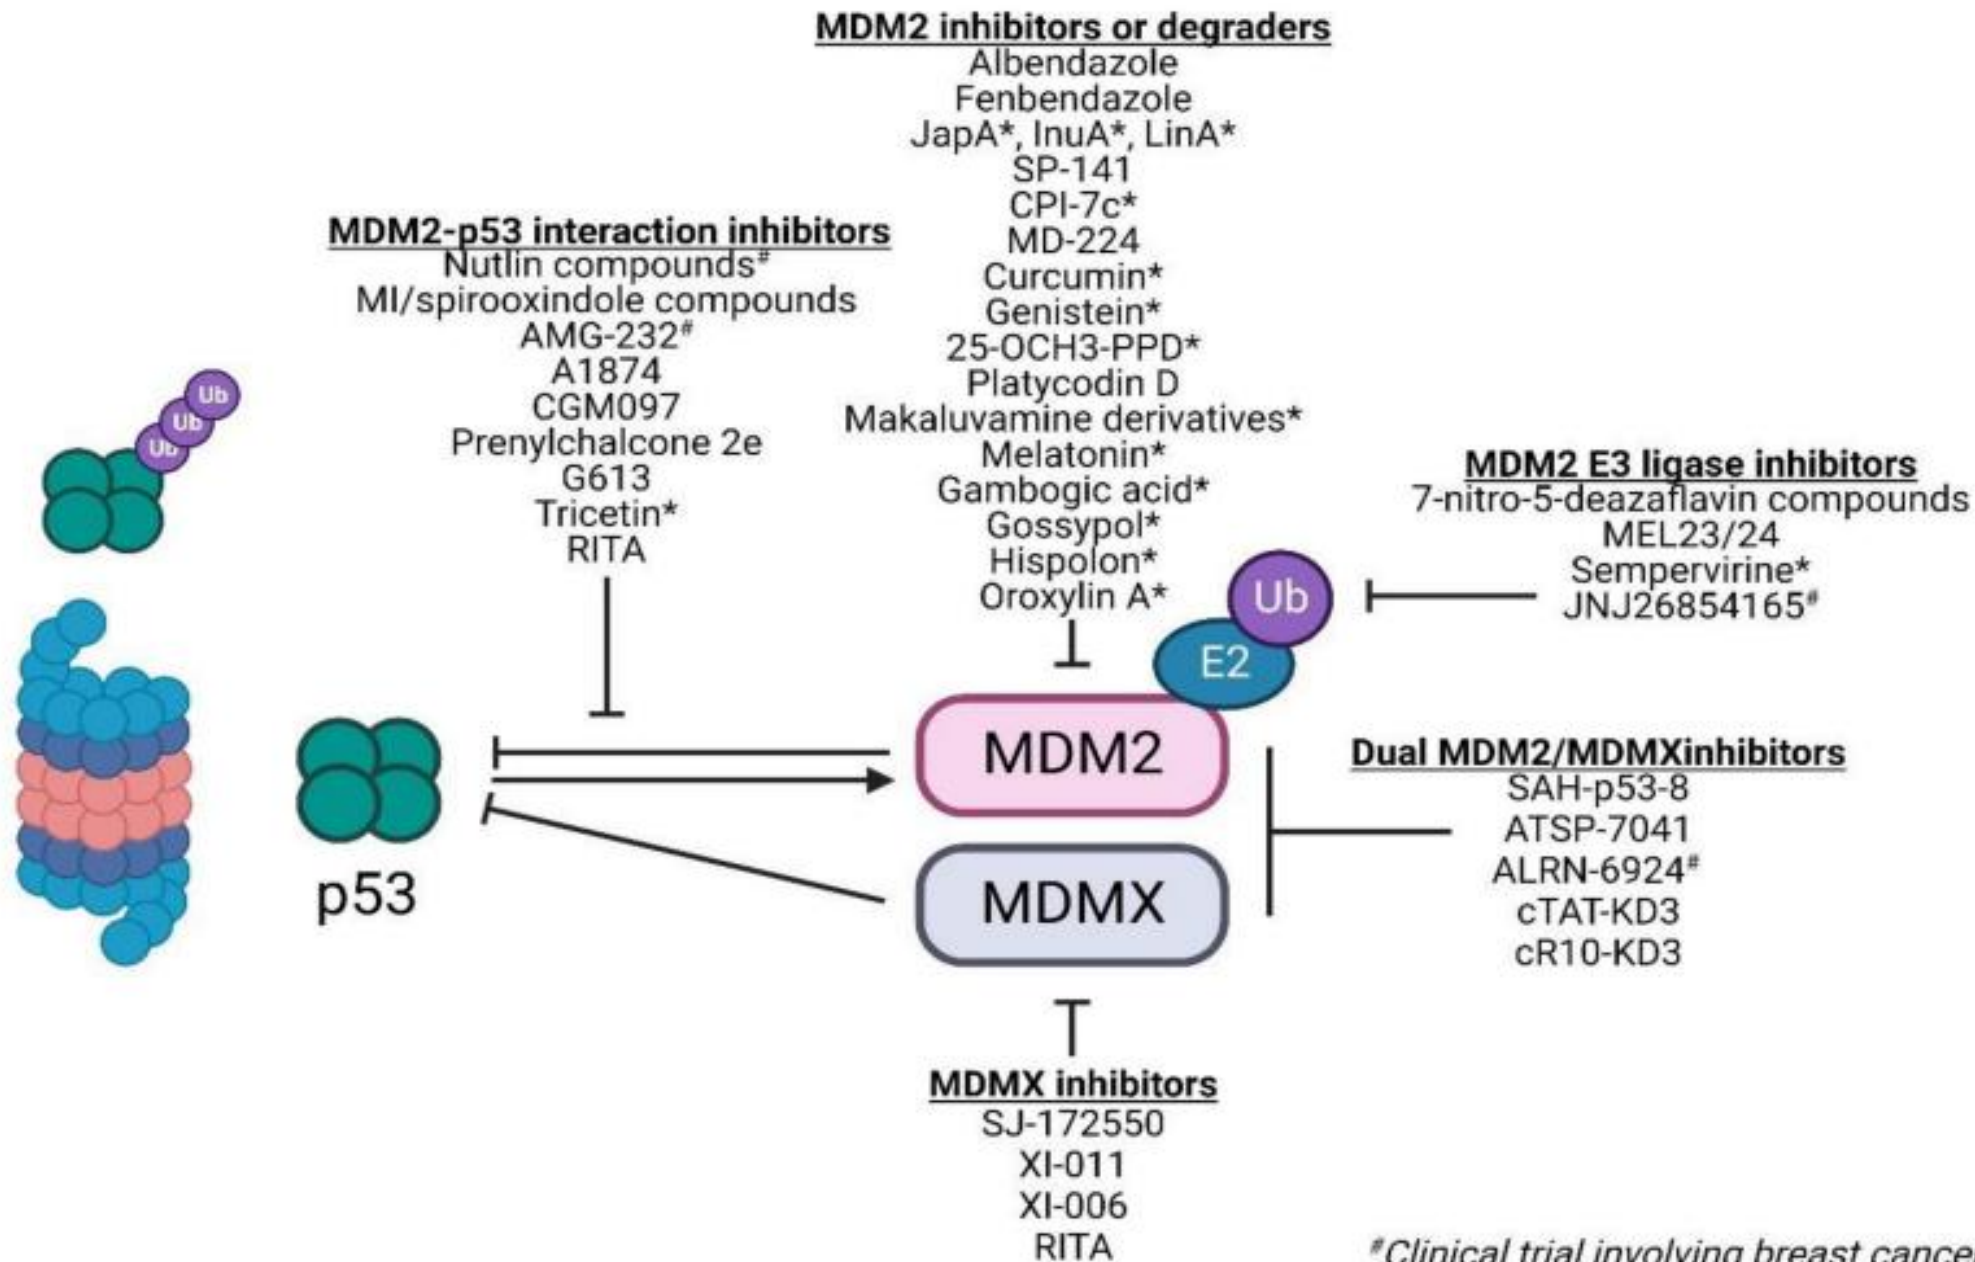 MDM2 inhibitors or degraders
Albendazole
Fenbendazole
JapA*, InuA*, LinA*
SP-141
CPI-7c*
MD-224
Curcumin*
Genistein*
25-OCH3-PPD*
Platycodin D
Makaluvamine derivatives*
Melatonin*
Gambogic acid*
Gossypol*
Hispolon*
Oroxylin A*
MDM2-p53 interaction inhibitors
Nutlin compounds#
MI/spirooxindole compounds
AMG-232#
A1874
CGM097
Prenylchalcone 2e
G613
Tricetin*
RITA
MDM2 E3 ligase inhibitors
7-nitro-5-deazaflavin compounds
MEL23/24
Sempervirine*
JNJ26854165#
Ub
Ub
Ub
Ub
E2
MDM2
MDMX
p53
Dual MDM2/MDMXinhibitors
SAH-p53-8
ATSP-7041
ALRN-6924#
cTAT-KD3
cR10-KD3
MDMX inhibitors
SJ-172550
XI-011
XI-006
RITA
#Clinical trial involving breast cancer